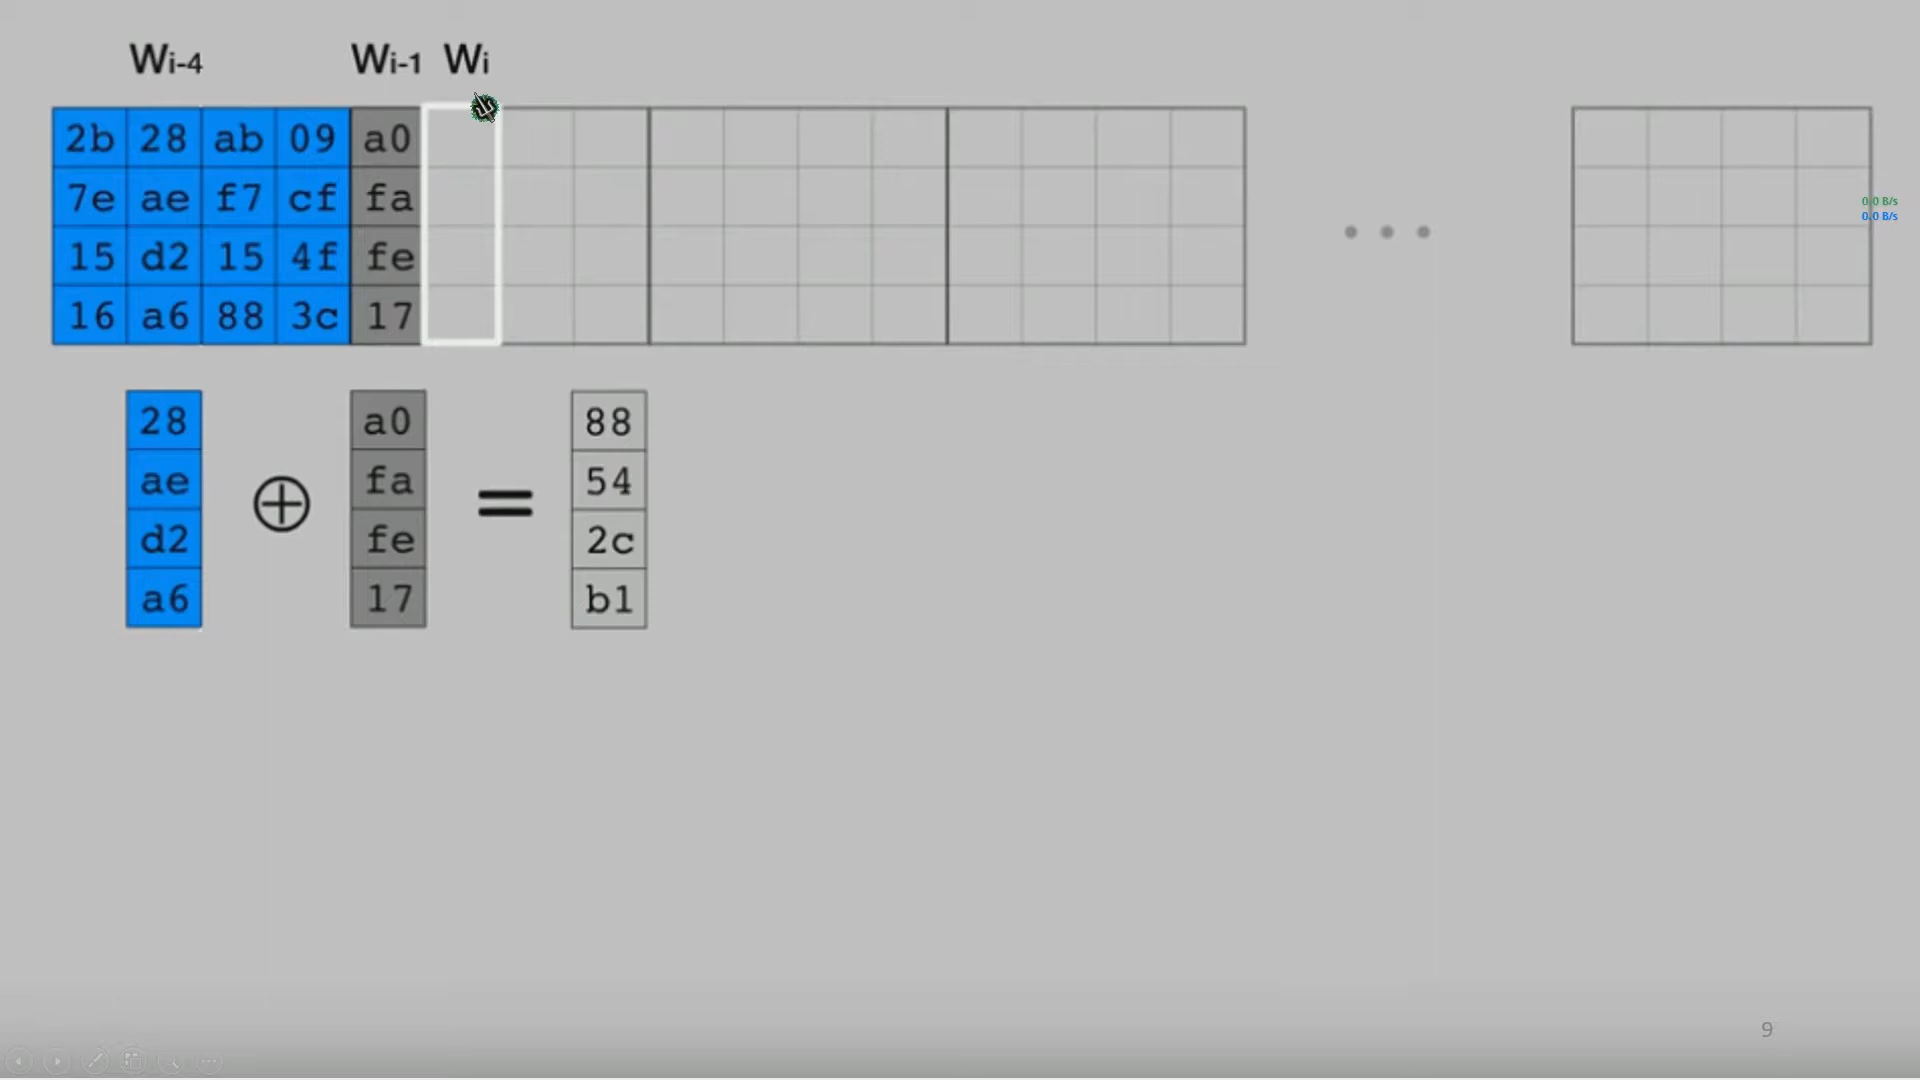 Wi-4 Wi-1 Wi
2b 28 ab 09 a0
7e ae f7 cf fa
15 d2 15 4f fe
16 a6 88 3c 17
0.0 B/s
0.0 B/s
28 a0 88
ae fa 54
⊕ =
d2 fe 2c
a6 17 b1
9